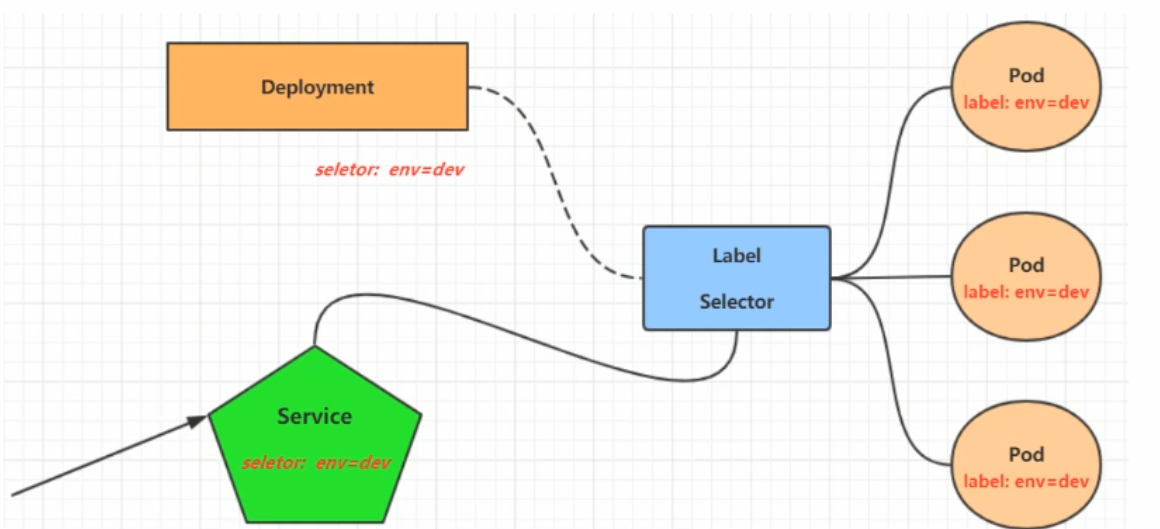 Deployment
seletor: env=dev
Label
Selector
Service
seletor: env=dev
Pod
label: env=dev
Pod
label: env=dev
Pod
label: env=dev